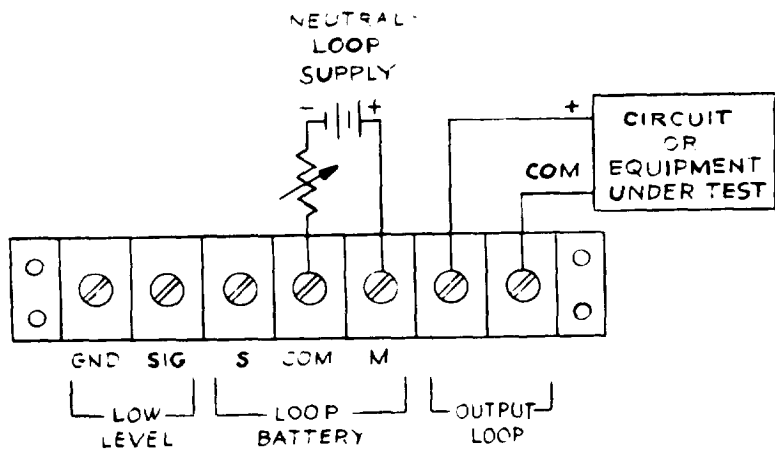 NEUTRAL
LOOP
SUPPLY
- +
+
COM
CIRCUIT
OR
EQUIPMENT
UNDER TEST
GND SIG S COM M
LOW
LEVEL
LOOP
BATTERY
OUTPUT
LOOP